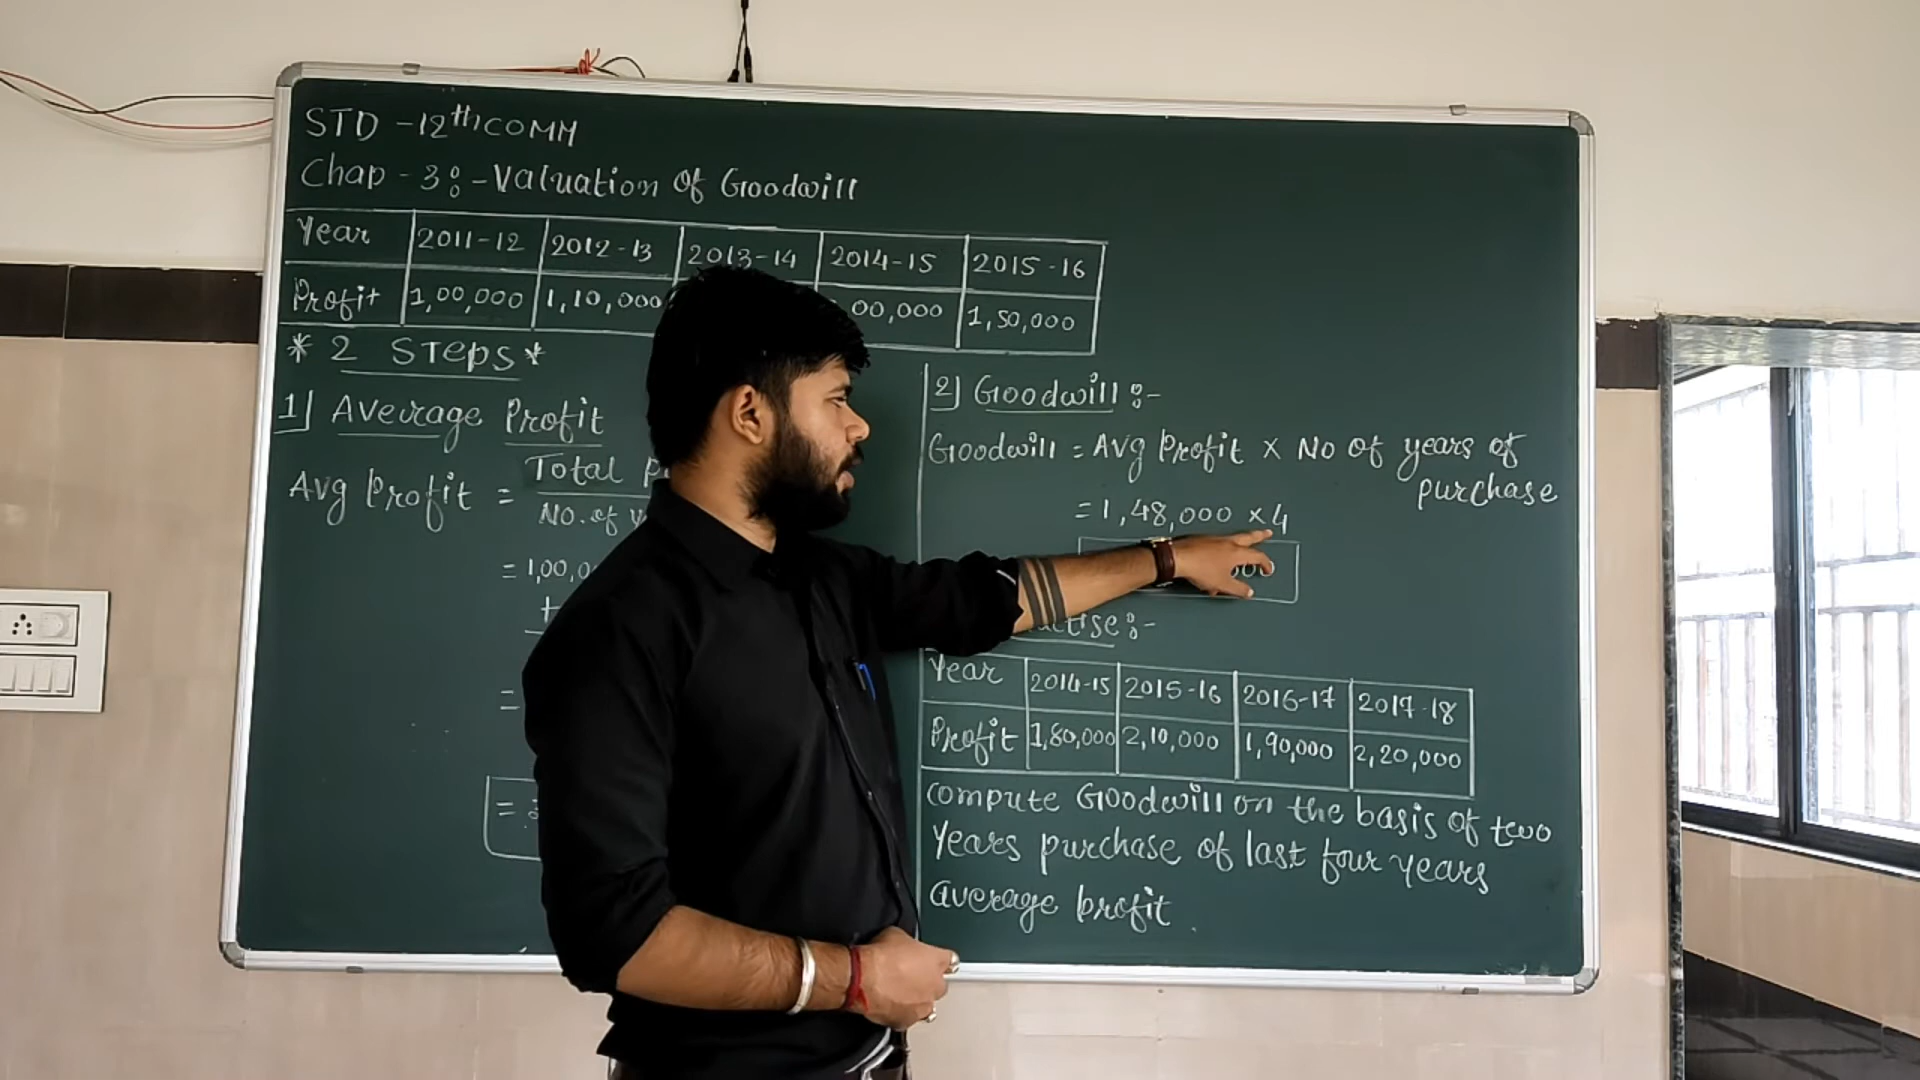 STD - 12th COMM
Chap - 3 :- Valuation Of Goodwill
Year 2011-12 2012-13 2013-14 2014-15 2015-16
Profit 1,00,000 1,10,000 00,000 1,50,000
* 2 STEPS *
1] Average Profit
Avg Profit = Total
No. of
= 1,00,0
+
=
=
2] Goodwill :-
Goodwill = Avg Profit × No of years of
purchase
= 1,48,000 × 4
000
Year 2014-15 2015-16 2016-17 2017-18
Profit 1,80,000 2,10,000 1,90,000 2,20,000
compute Goodwill on the basis of two
Years purchase of last four years
average profit.